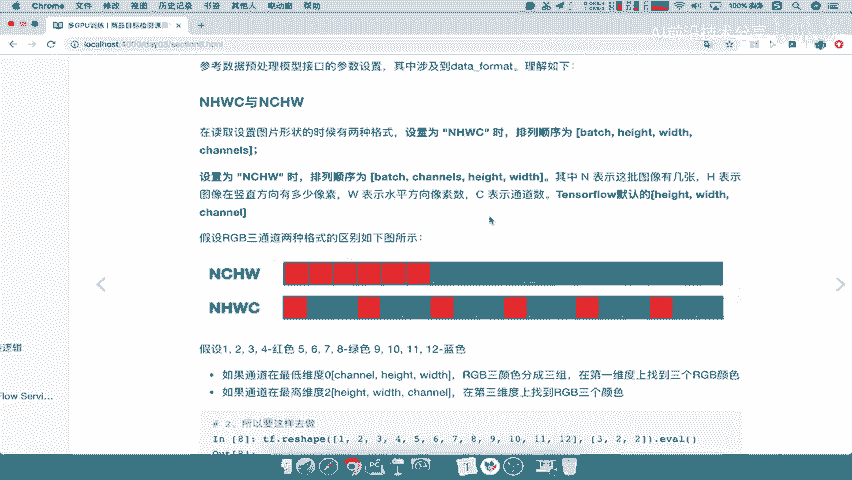 Chrome 文件 修改 视图 历史记录 书签 其他人 窗口 帮助
100%
多GPU训练 | 商品目标检测项目
localhost
参考数据预处理模型接口的参数设置，其中涉及到data_format。理解如下：
NHWC与NCHW
在读取设置图片形状的时候有两种格式，设置为 "NHWC" 时，排列顺序为 [batch, height, width,
channels]；
设置为 "NCHW" 时，排列顺序为 [batch, channels, height, width]。其中 N 表示这批图像有几张，H 表示
图像在竖直方向有多少像素，W 表示水平方向像素数，C 表示通道数。Tensorflow默认的[height, width,
channel]
假设RGB三通道两种格式的区别如下图所示：
NCHW
NHWC
假设1, 2, 3, 4-红色 5, 6, 7, 8-绿色 9, 10, 11, 12-蓝色
如果通道在最低维度0[channel, height, width]，RGB三颜色分成三组，在第一维度上找到三个RGB颜色
如果通道在最高维度2[height, width, channel]，在第三维度上找到RGB三个颜色
# 2、所以要这样去做
In [8]: tf.reshape([1, 2, 3, 4, 5, 6, 7, 8, 9, 10, 11, 12], [3, 2, 2]).eval()
逻辑
flow Servi...